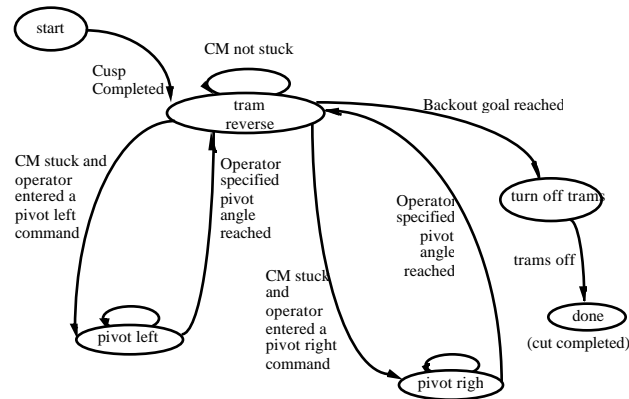 start
CM not stuck
Cusp
Completed
tram
reverse
Backout goal reached
CM stuck and
operator
entered a
pivot left
command
Operator
specified
pivot
angle
reached
Operator
specified
pivot
angle
reached
turn off trams
trams off
CM stuck
and
operator
entered a
pivot right
command
done
(cut completed)
pivot left
pivot righ